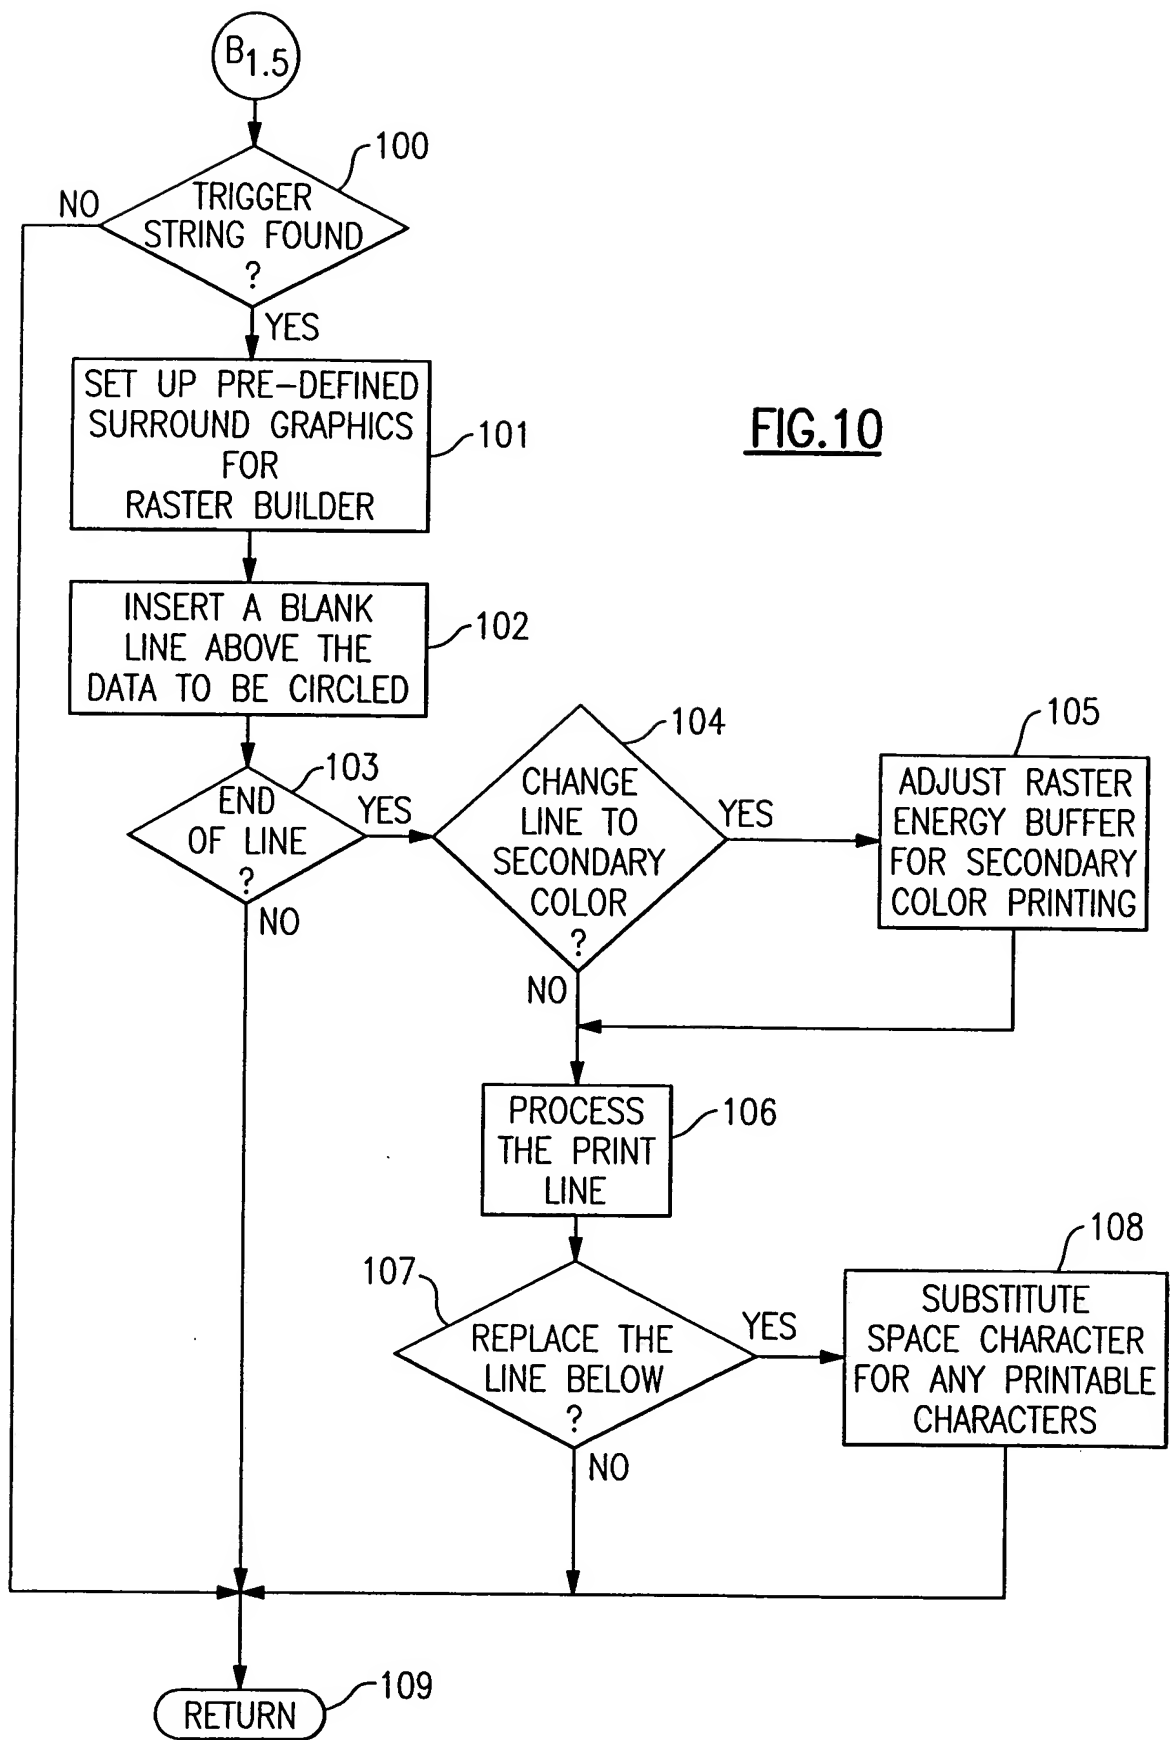 B1.5
100
NO
TRIGGER
STRING FOUND
?
YES
SET UP PRE-DEFINED
SURROUND GRAPHICS
FOR
RASTER BUILDER
101
FIG.10
INSERT A BLANK
LINE ABOVE THE
DATA TO BE CIRCLED
102
103
END
OF LINE
?
YES
NO
104
CHANGE
LINE TO
SECONDARY
COLOR
?
YES
NO
105
ADJUST RASTER
ENERGY BUFFER
FOR SECONDARY
COLOR PRINTING
PROCESS
THE PRINT
LINE
106
107
REPLACE THE
LINE BELOW
?
YES
NO
108
SUBSTITUTE
SPACE CHARACTER
FOR ANY PRINTABLE
CHARACTERS
RETURN
109